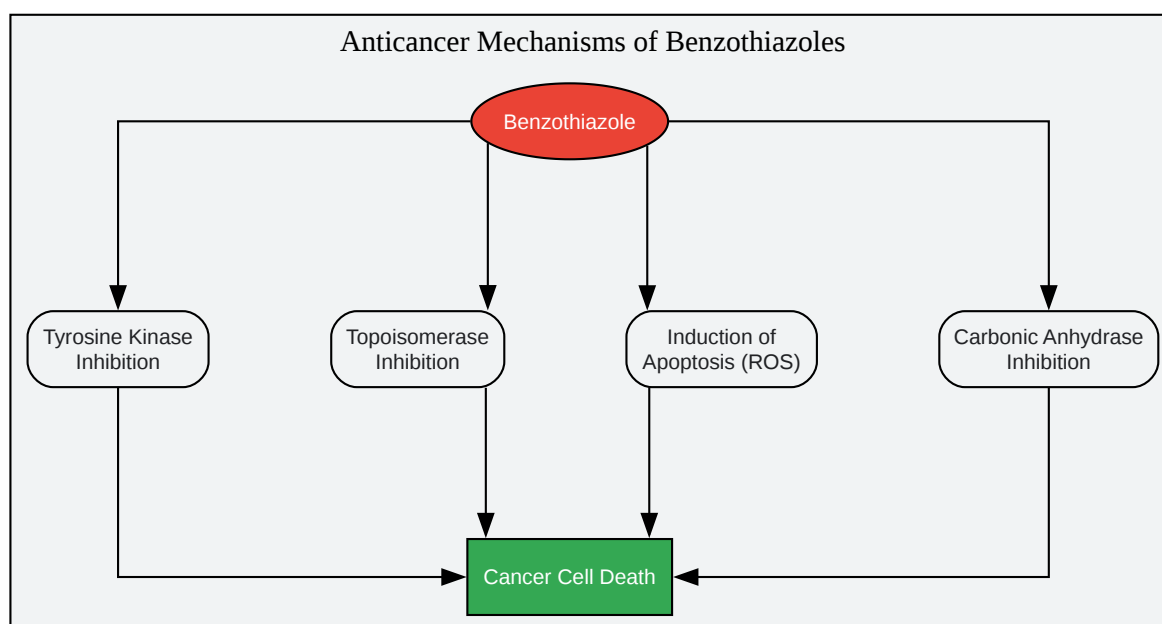 Anticancer Mechanisms of Benzothiazoles
Benzothiazole
Tyrosine Kinase
Inhibition
Topoisomerase
Inhibition
Induction of
Apoptosis (ROS)
Carbonic Anhydrase
Inhibition
Cancer Cell Death